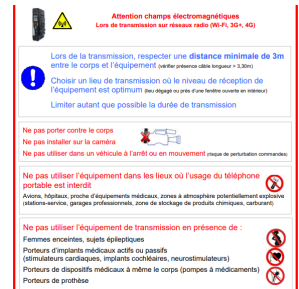 Attention champs électromagnétiques
Lors de transmission sur réseaux radio (Wi-Fi, 3G+, 4G)
Lors de la transmission, respecter une distance minimale de 3m
entre le corps et l'équipement (vérifier présence câble longueur = 3,30m)
Choisir un lieu de transmission où le niveau de réception de
l'équipement est optimum (lieu dégagé ou près d'une fenêtre ouverte en intérieur)
Limiter autant que possible la durée de transmission
Ne pas porter contre le corps
Ne pas installer sur la caméra
Ne pas utiliser dans un véhicule à l'arrêt ou en mouvement (risque de perturbation commandes)
Ne pas utiliser l'équipement dans les lieux où l'usage du téléphone
portable est interdit
Avions, hôpitaux, proche d'équipements médicaux, zones à atmosphère potentiellement explosive
(stations-service, garages professionnels, zone de stockage de produits chimiques, carburant)
Ne pas utiliser l'équipement de transmission en présence de :
Femmes enceintes, sujets épileptiques
Porteurs d'implants médicaux actifs ou passifs
(stimulateurs cardiaques, implants cochléaires, neurostimulateurs)
Porteurs de dispositifs médicaux à même le corps (pompes à médicaments)
Porteurs de prothèse